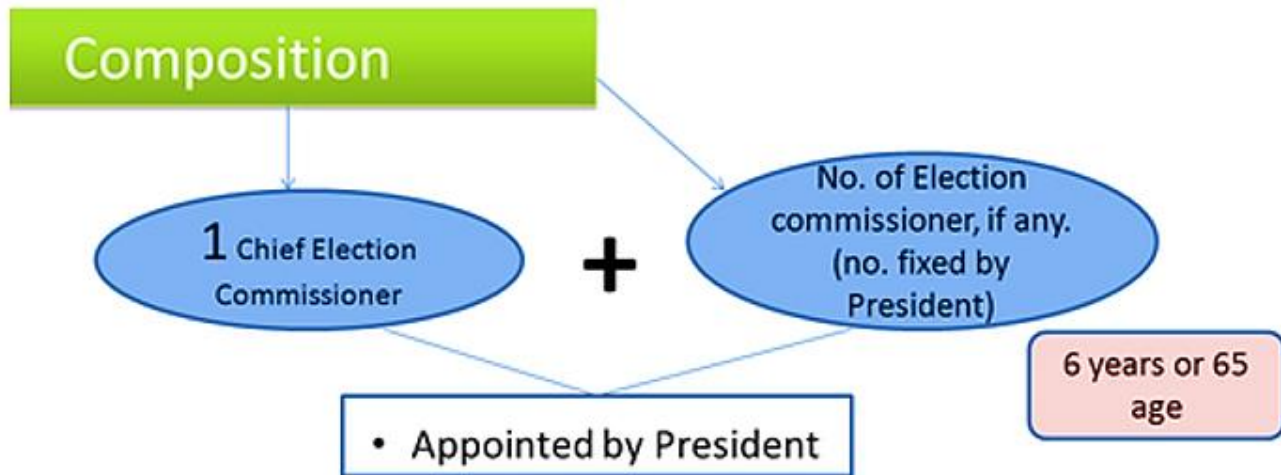 Composition
1 Chief Election
Commissioner
+
No. of Election
commissioner, if any.
(no. fixed by
President)
6 years or 65
age
• Appointed by President